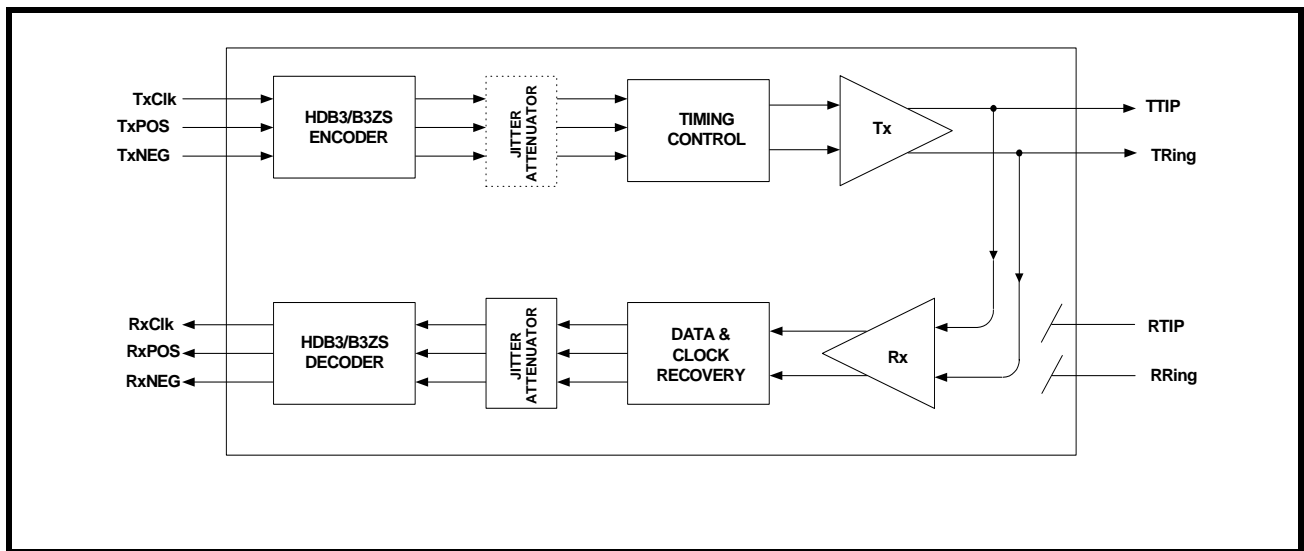 TxClk
TxPOS
TxNEG
HDB3/B3ZS
ENCODER
JITTER
ATTENUATOR
TIMING
CONTROL
Tx
TTIP
TRing
RxClk
RxPOS
RxNEG
HDB3/B3ZS
DECODER
JITTER
ATTENUATOR
DATA &
CLOCK
RECOVERY
Rx
RTIP
RRing